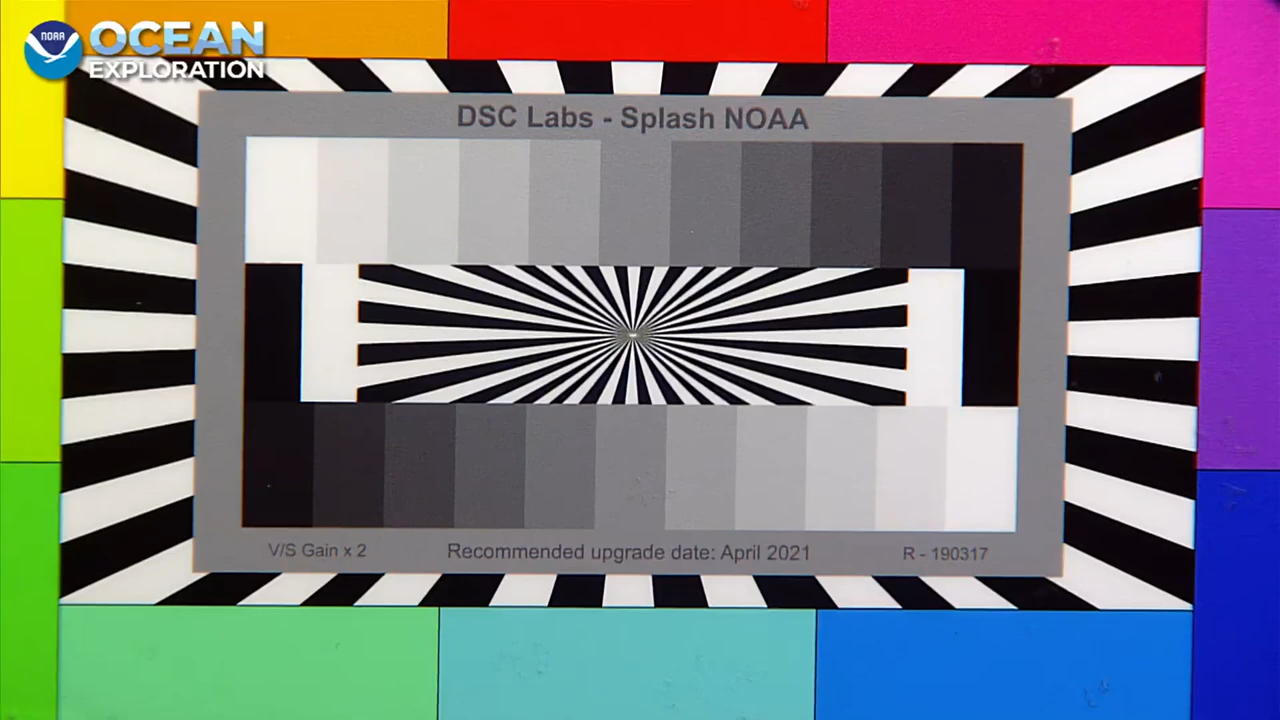 NOAA
OCEAN
EXPLORATION
DSC Labs - Splash NOAA
V/S Gain x 2
Recommended upgrade date: April 2021
R - 190317